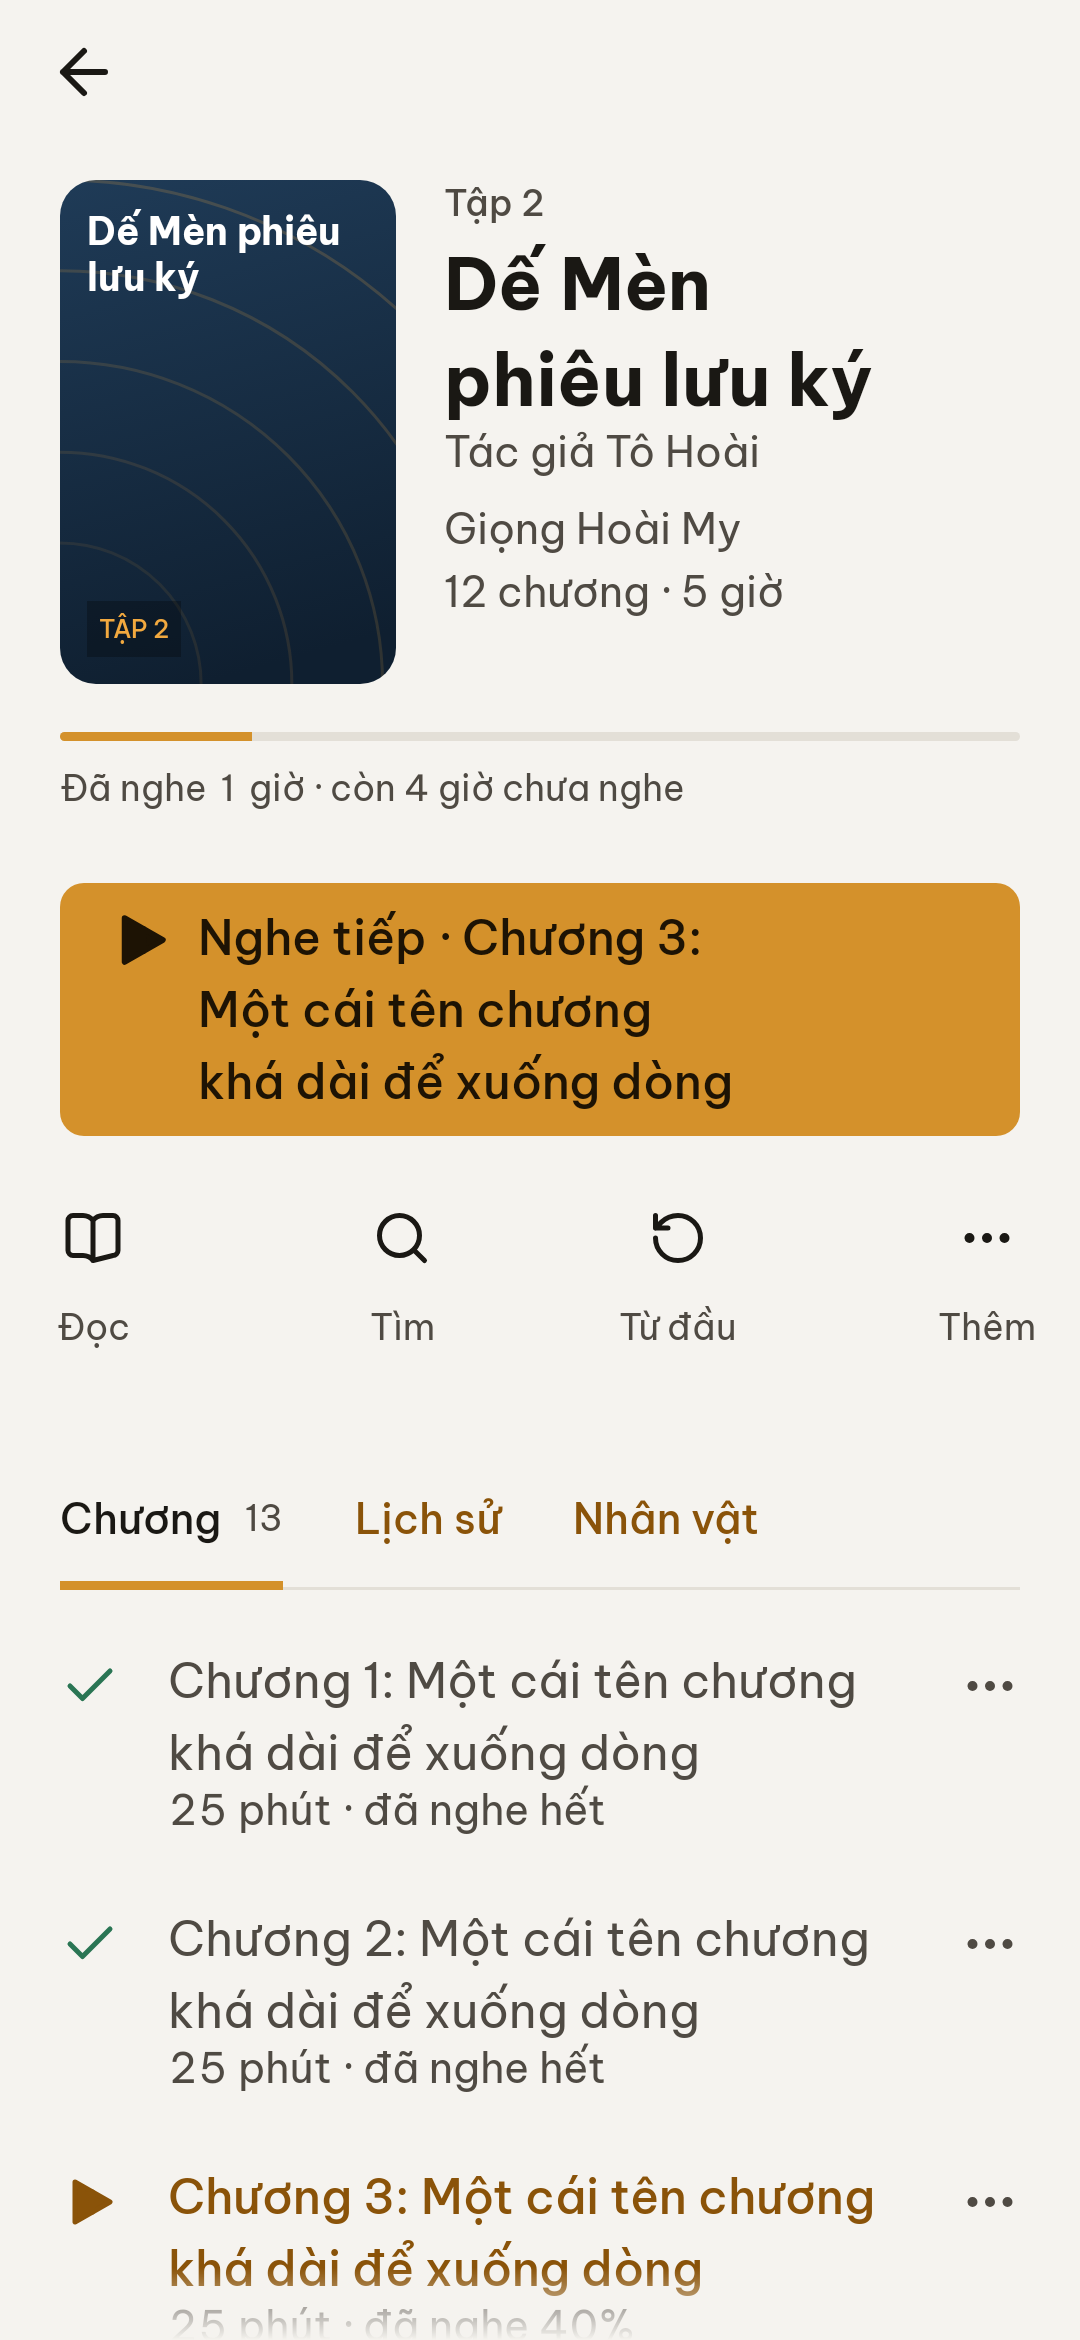 Dế Mèn phiêu
lưu ký
TẬP 2
Tập 2
Dế Mèn
phiêu lưu ký
Tác giả Tô Hoài
Giọng Hoài My
12 chương · 5 giờ
Đã nghe 1 giờ · còn 4 giờ chưa nghe
Nghe tiếp · Chương 3:
Một cái tên chương
khá dài để xuống dòng
Đọc
Tìm
Từ đầu
Thêm
Chương 13
Lịch sử
Nhân vật
Chương 1: Một cái tên chương
khá dài để xuống dòng
25 phút · đã nghe hết
Chương 2: Một cái tên chương
khá dài để xuống dòng
25 phút · đã nghe hết
Chương 3: Một cái tên chương
khá dài để xuống dòng
25 phút · đã nghe 40%